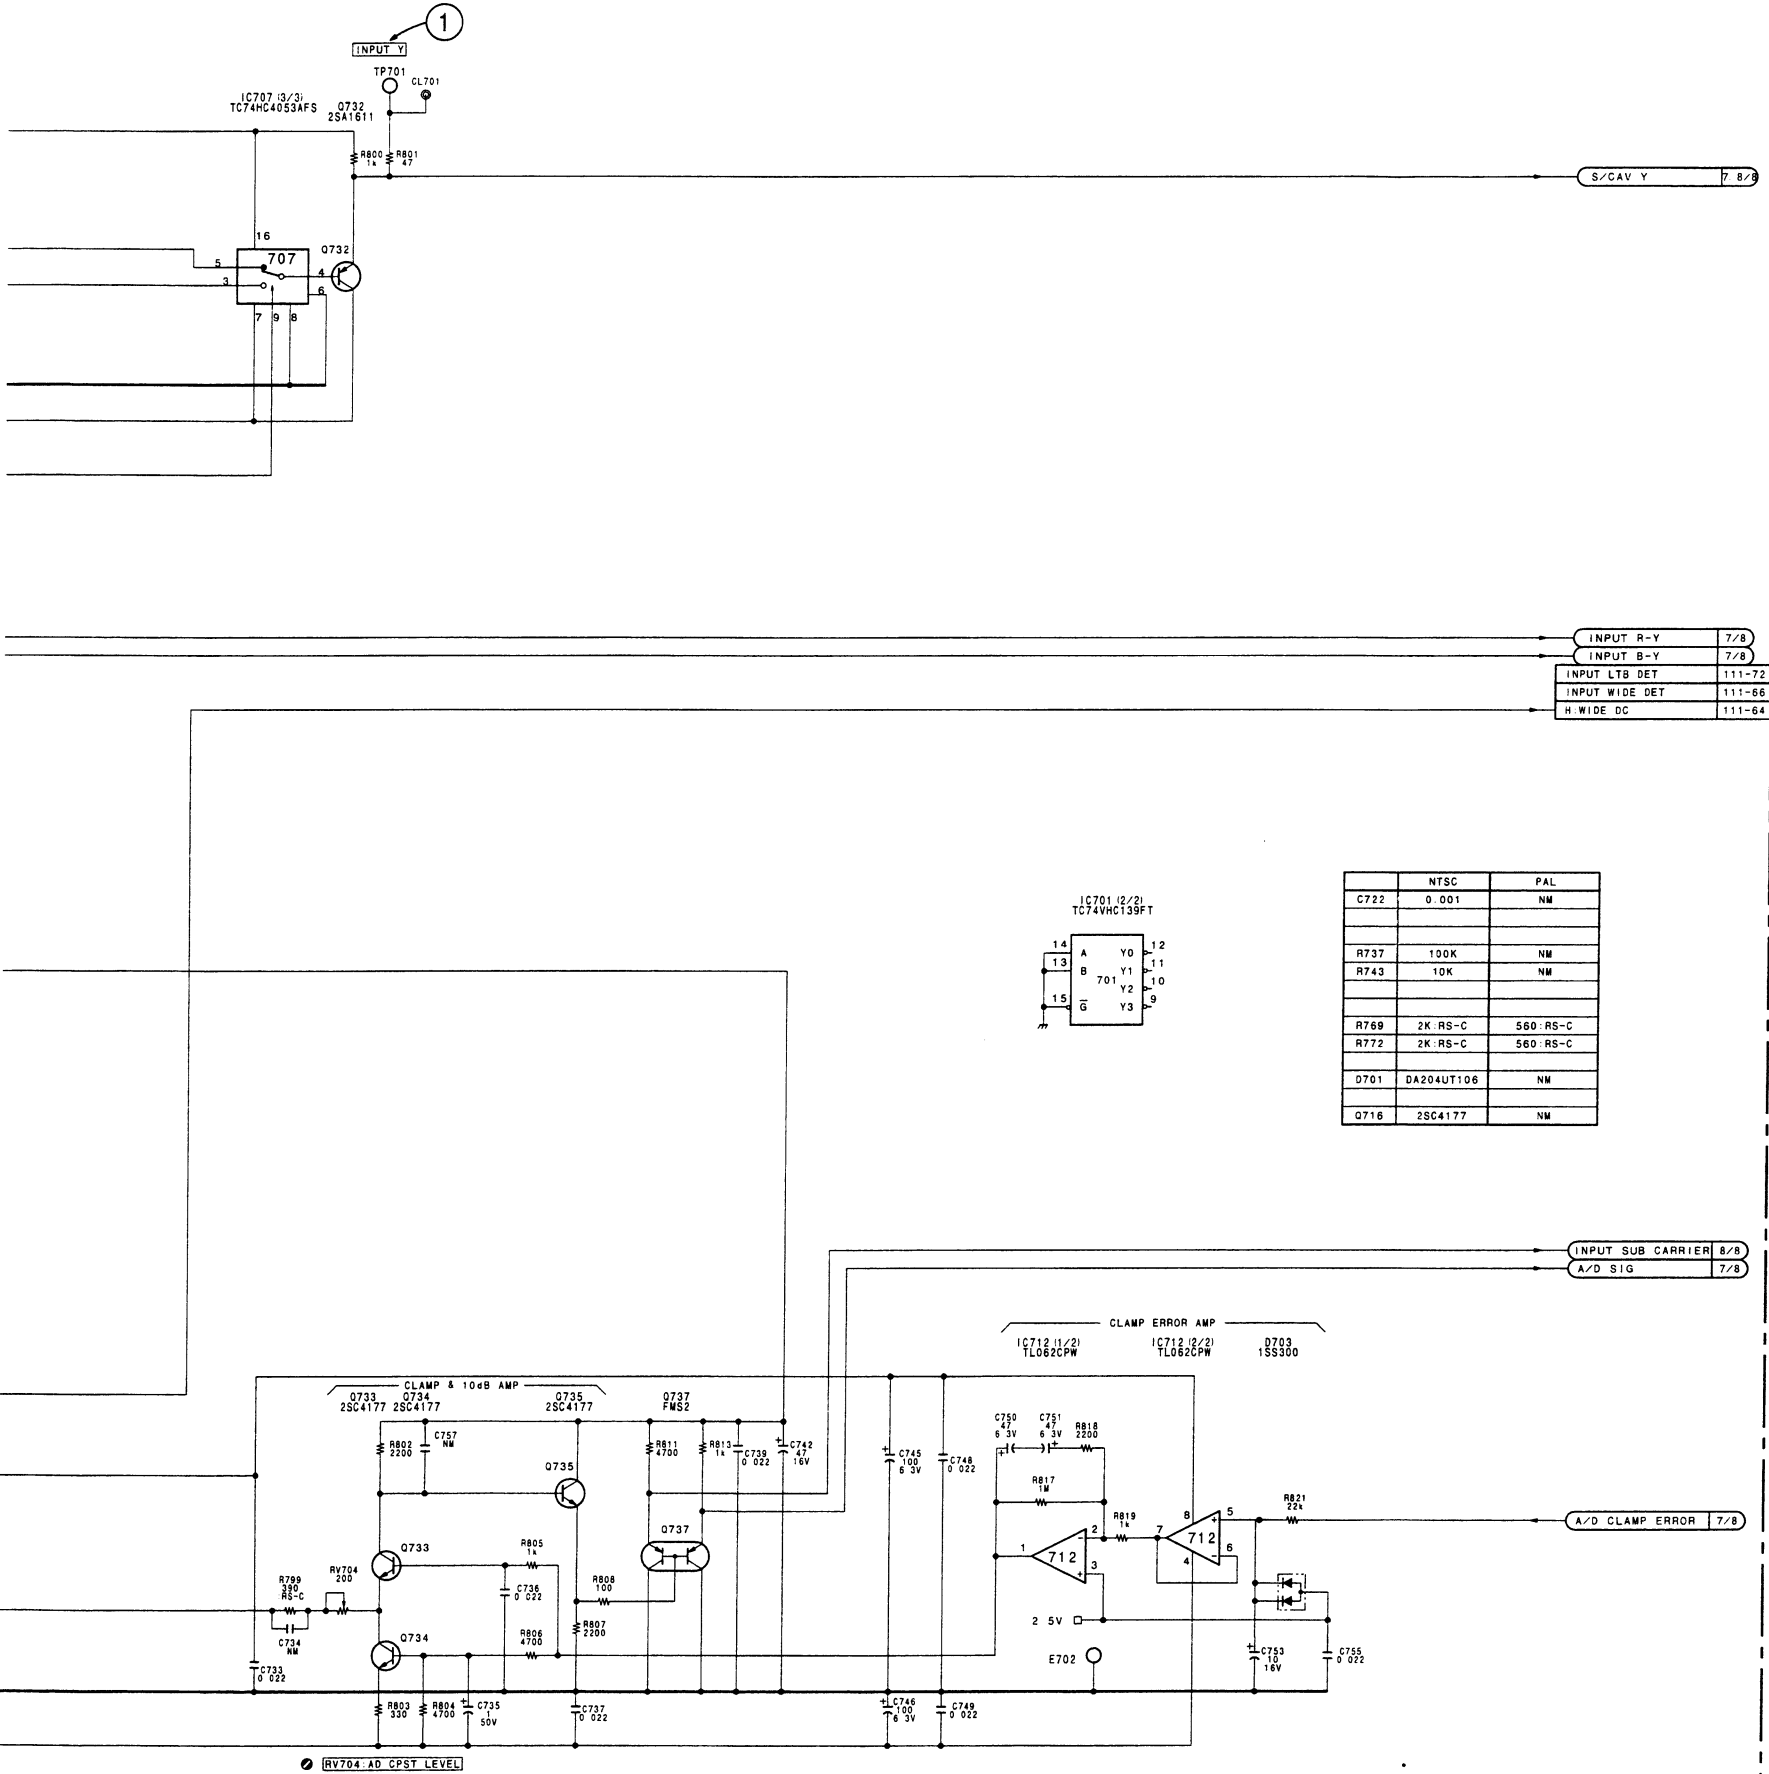 1
INPUT Y
TP701
CL701
IC707 (3/3)
TC74HC4053AFS
Q732
2SA1611
R800
1k
R801
47
S/CAV Y 7 8/8
16
707
Q732
5
4
3
6
7 9 8
INPUT R-Y 7/8
INPUT B-Y 7/8
INPUT LTB DET 111-72
INPUT WIDE DET 111-66
H:WIDE DC 111-64
IC701 (2/2)
TC74VHC139FT
14 A Y0 12
13 B Y1 11
701 Y2 10
15 G Y3 9
NTSC PAL
C722 0.001 NM
R737 100K NM
R743 10K NM
R769 2K:RS-C 560:RS-C
R772 2K:RS-C 560:RS-C
D701 DA204UT106 NM
Q716 2SC4177 NM
INPUT SUB CARRIER 8/8
A/D SIG 7/8
CLAMP ERROR AMP
IC712 (1/2)
TL062CPW
IC712 (2/2)
TL062CPW
D703
1SS300
CLAMP & 10dB AMP
Q733
2SC4177
Q734
2SC4177
Q735
2SC4177
Q737
FMS2
R802
2200
C757
NM
Q735
R811
4700
R813
1k
C739
0 022
C742
47
16V
C745
100
6 3V
C748
0 022
C750
47
6 3V
C751
47
6 3V
R818
2200
R817
1M
R819
1k
R821
22k
A/D CLAMP ERROR 7/8
8
5
7
712
6
4
2
1
712
3
Q737
Q733
R805
1k
R799
390
RS-C
RV704
200
C736
0 022
R808
100
R807
2200
C734
NM
Q734
R806
4700
2 5V
E702
C753
10
16V
C755
0 022
C733
0 022
R803
330
R804
4700
C735
1
50V
C737
0 022
C746
100
6 3V
C749
0 022
RV704:AD CPST LEVEL